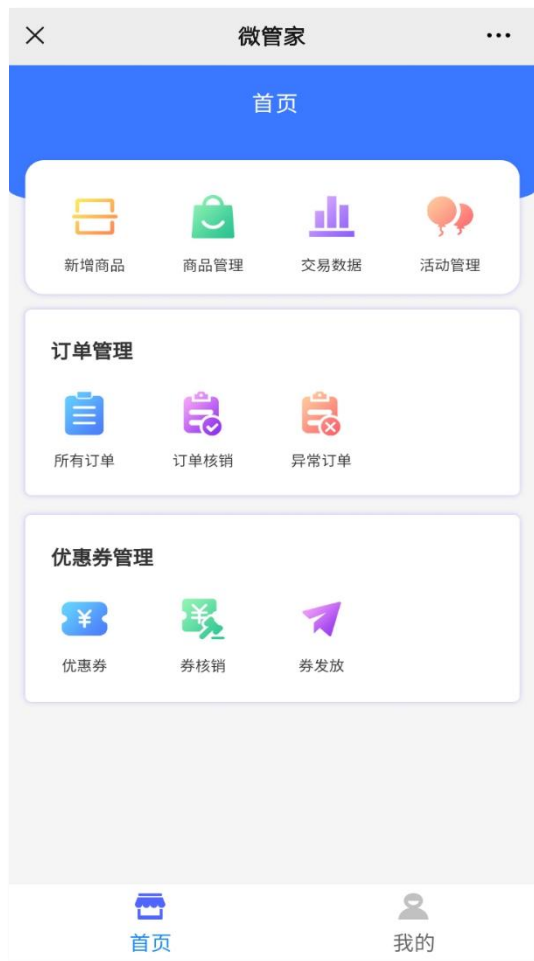 微管家
首页
新增商品 商品管理 交易数据 活动管理
订单管理
所有订单 订单核销 异常订单
优惠券管理
¥ ¥
优惠券 券核销 券发放
首页 我的